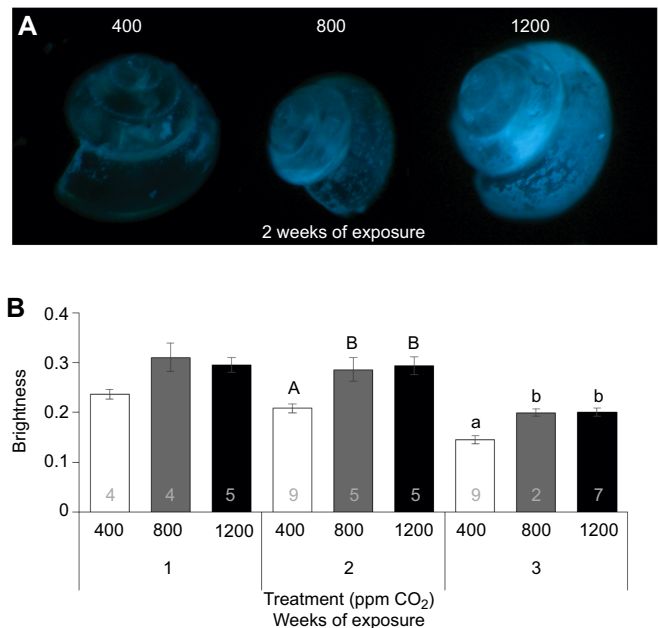 A
400 800 1200
2 weeks of exposure
B
Brightness
0.4
0.3
0.2
0.1
0
A B B
a b b
4 4 5 9 5 5 9 2 7
400 800 1200 400 800 1200 400 800 1200
1 2 3
Treatment (ppm CO₂)
Weeks of exposure